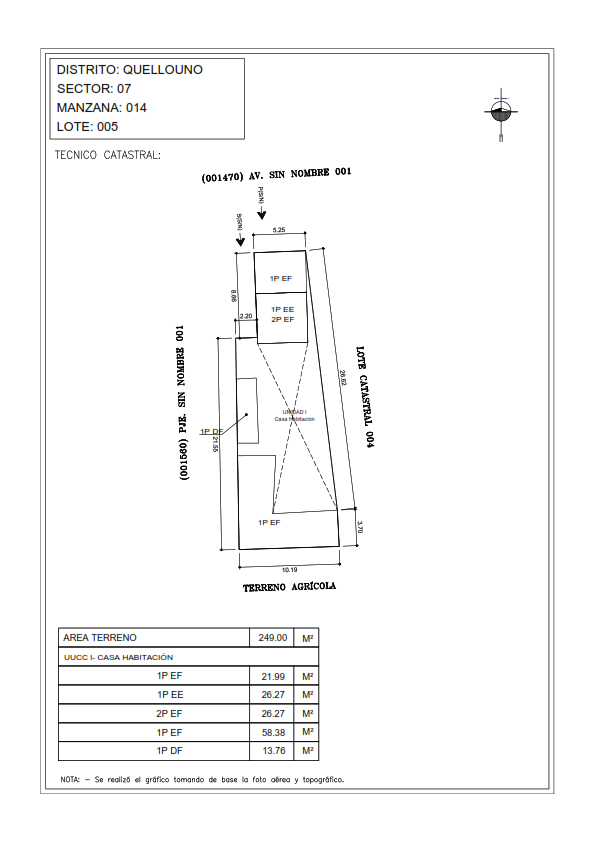 DISTRITO: QUELLOUNO
SECTOR: 07
MANZANA: 014
LOTE: 005
TECNICO CATASTRAL:
(001470) AV. SIN NOMBRE 001
P(S/N)
S(S/N)
5.25
1P EF
8.66
1P EE
2P EF
2.20
(001560) PJE. SIN NOMBRE 001
LOTE CATASTRAL 004
26.62
UNIDAD I
Casa Habitación
1P DF
21.55
1P EF
3.70
10.19
TERRENO AGRÍCOLA
AREA TERRENO 249.00 M²
UUCC I- CASA HABITACIÓN
1P EF 21.99 M²
1P EE 26.27 M²
2P EF 26.27 M²
1P EF 58.38 M²
1P DF 13.76 M²
NOTA: - Se realizó el gráfico tomando de base la foto aérea y topográfico.